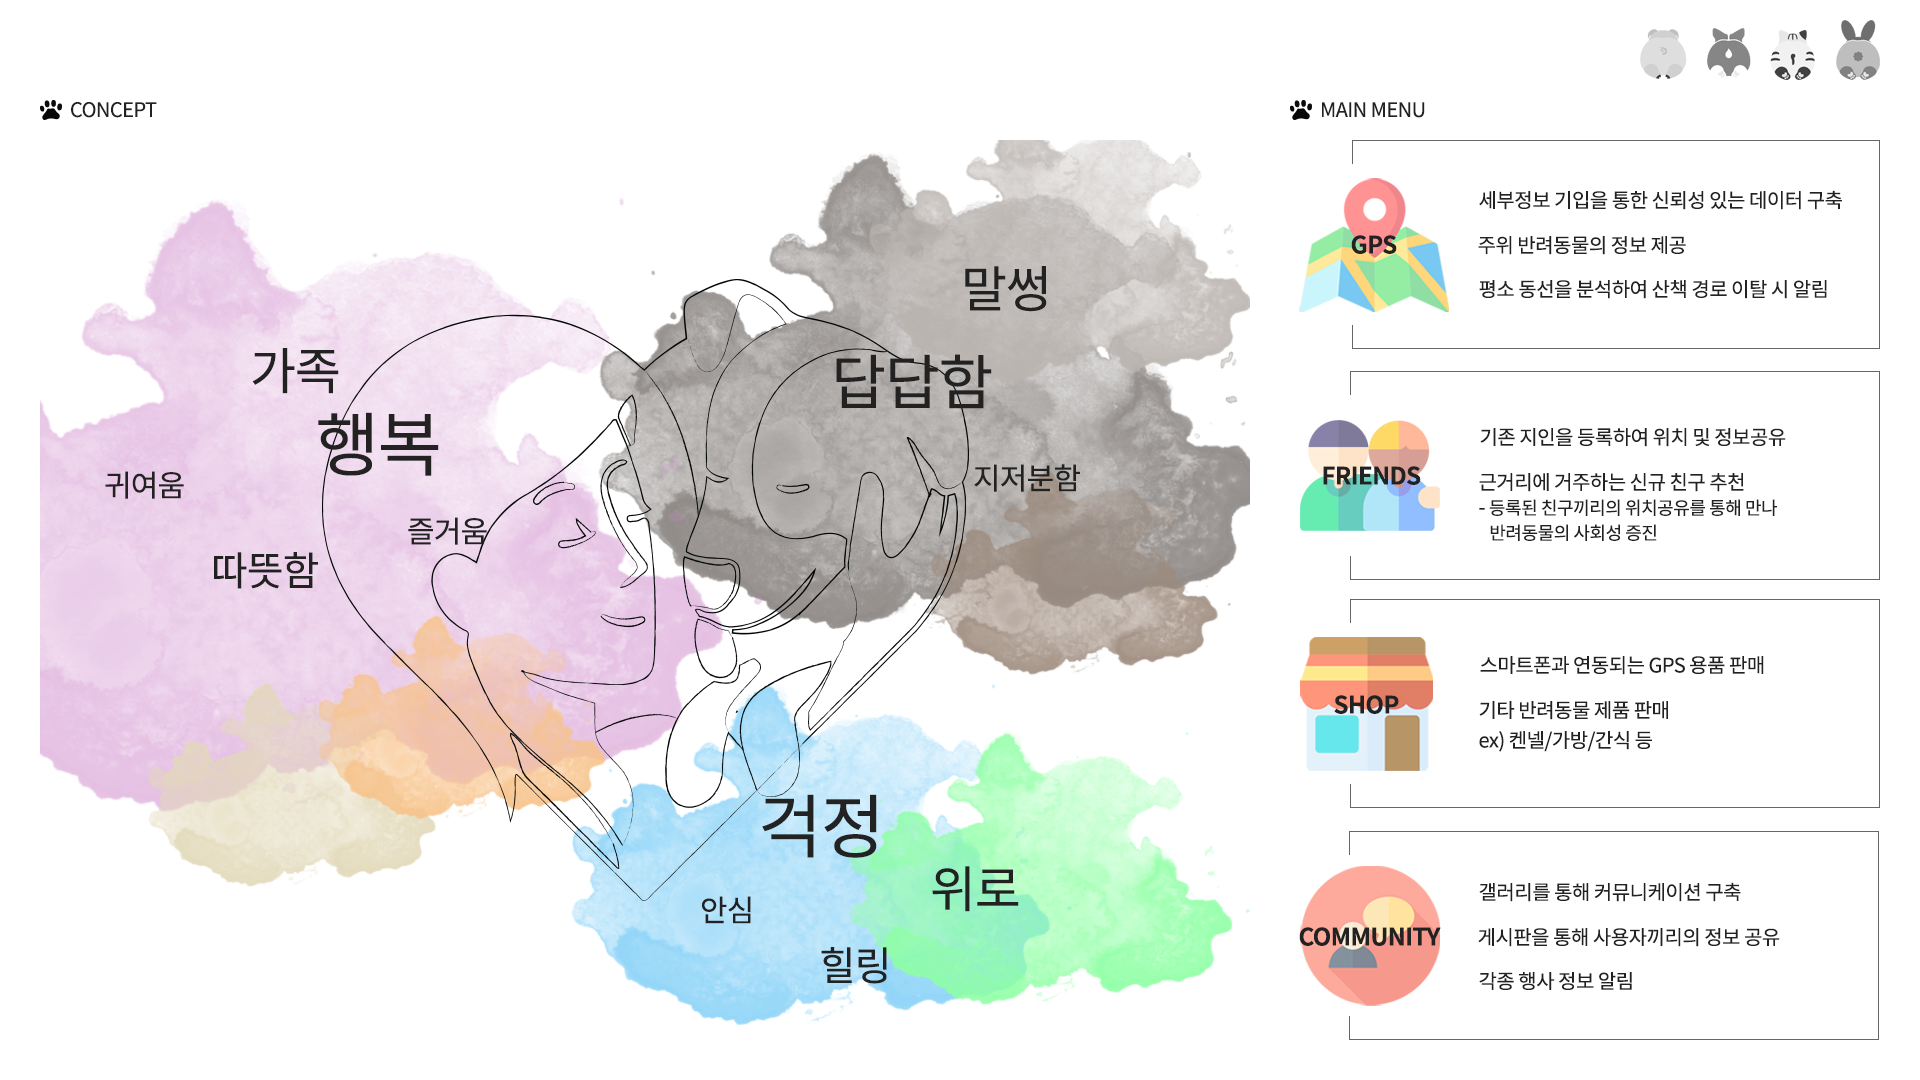 CONCEPT
말썽
가족
답답함
행복
귀여움
지저분함
즐거움
따뜻함
걱정
위로
안심
힐링
MAIN MENU
GPS
세부정보 기입을 통한 신뢰성 있는 데이터 구축
주위 반려동물의 정보 제공
평소 동선을 분석하여 산책 경로 이탈 시 알림
FRIENDS
기존 지인을 등록하여 위치 및 정보공유
근거리에 거주하는 신규 친구 추천
- 등록된 친구끼리의 위치공유를 통해 만나
반려동물의 사회성 증진
SHOP
스마트폰과 연동되는 GPS 용품 판매
기타 반려동물 제품 판매
ex) 켄넬/가방/간식 등
COMMUNITY
갤러리를 통해 커뮤니케이션 구축
게시판을 통해 사용자끼리의 정보 공유
각종 행사 정보 알림